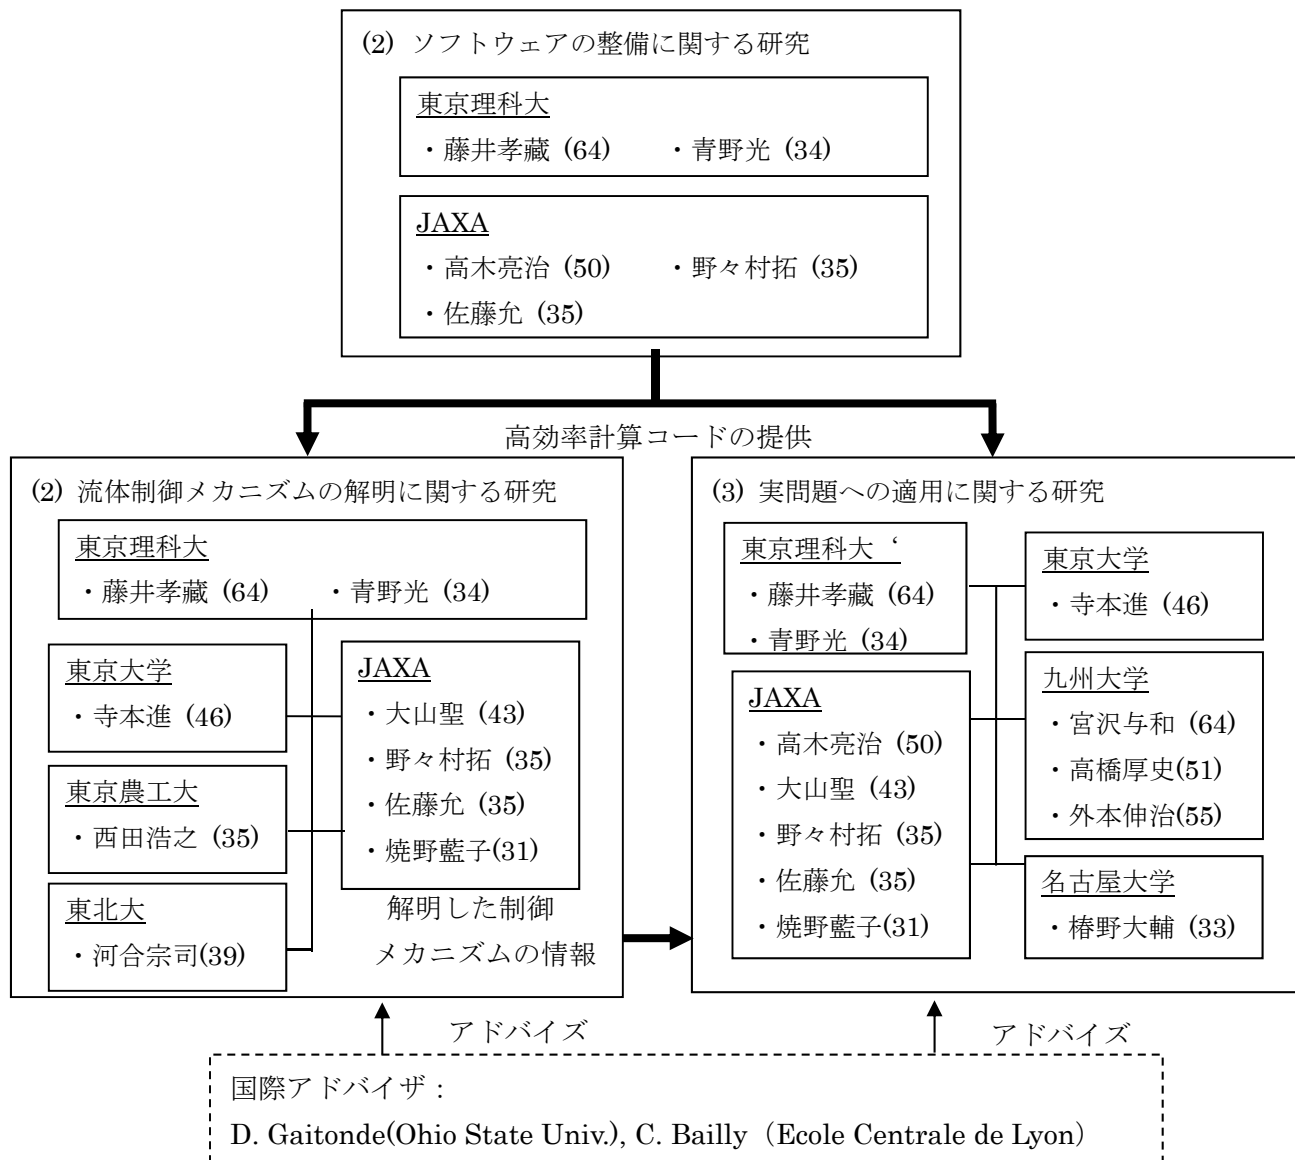 (2) ソフトウェアの整備に関する研究
東京理科大
・藤井孝藏 (64) ・青野光 (34)
JAXA
・高木亮治 (50) ・野々村拓 (35)
・佐藤允 (35)
高効率計算コードの提供
(2) 流体制御メカニズムの解明に関する研究
東京理科大
・藤井孝藏 (64) ・青野光 (34)
東京大学
・寺本進 (46)
東京農工大
・西田浩之 (35)
東北大
・河合宗司(39)
JAXA
・大山聖 (43)
・野々村拓 (35)
・佐藤允 (35)
・焼野藍子(31)
解明した制御
メカニズムの情報
(3) 実問題への適用に関する研究
東京理科大‘
・藤井孝藏 (64)
・青野光 (34)
JAXA
・高木亮治 (50)
・大山聖 (43)
・野々村拓 (35)
・佐藤允 (35)
・焼野藍子(31)
東京大学
・寺本進 (46)
九州大学
・宮沢与和 (64)
・高橋厚史(51)
・外本伸治(55)
名古屋大学
・椿野大輔 (33)
アドバイズ
アドバイズ
国際アドバイザ：
D. Gaitonde(Ohio State Univ.), C. Bailly（Ecole Centrale de Lyon）